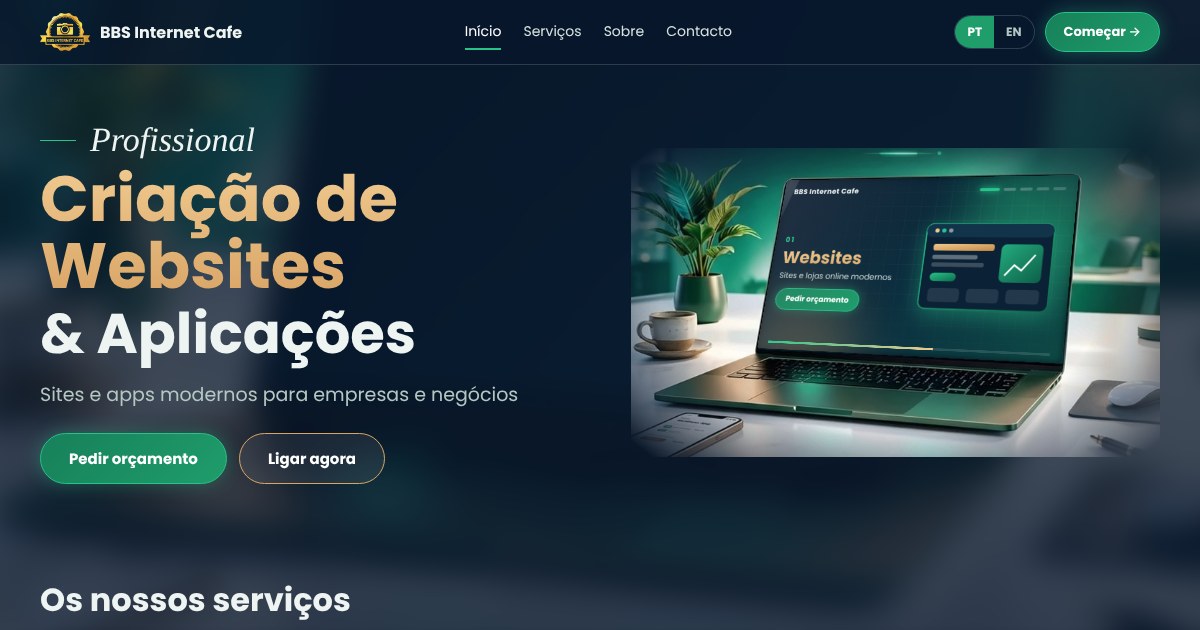 BBS Internet Cafe
Início
Serviços
Sobre
Contacto
PT
EN
Começar →
Profissional
Criação de
Websites
& Aplicações
Sites e apps modernos para empresas e negócios
Pedir orçamento
Ligar agora
BBS Internet Cafe
01
Websites
Sites e lojas online modernos
Pedir orçamento
Os nossos serviços